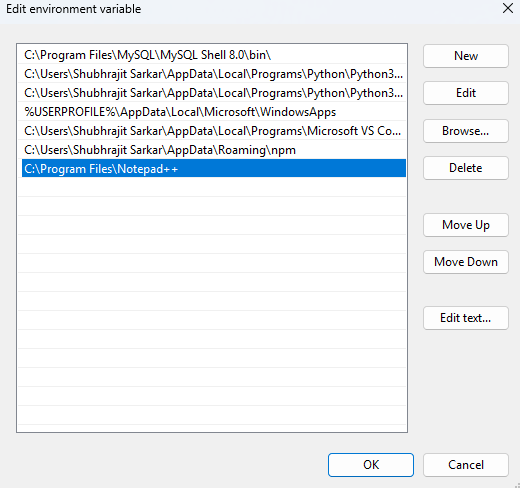 Edit environment variable
C:\Program Files\MySQL\MySQL Shell 8.0\bin\
C:\Users\Shubhrajit Sarkar\AppData\Local\Programs\Python\Python3...
C:\Users\Shubhrajit Sarkar\AppData\Local\Programs\Python\Python3...
%USERPROFILE%\AppData\Local\Microsoft\WindowsApps
C:\Users\Shubhrajit Sarkar\AppData\Local\Programs\Microsoft VS Co...
C:\Users\Shubhrajit Sarkar\AppData\Roaming\npm
C:\Program Files\Notepad++
New
Edit
Browse...
Delete
Move Up
Move Down
Edit text...
OK
Cancel